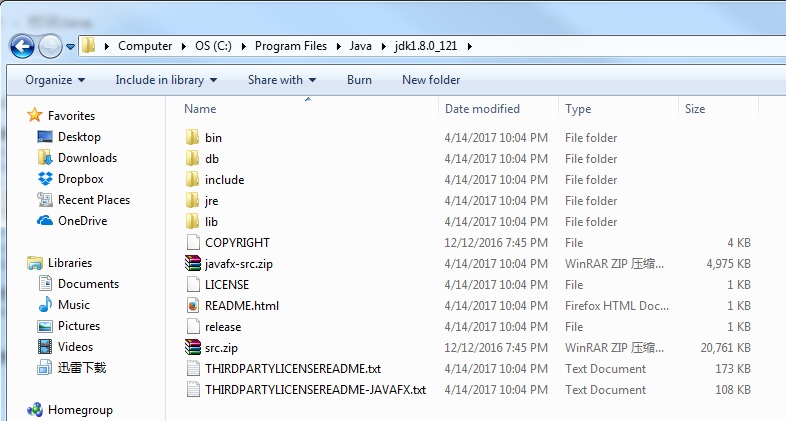 Computer OS (C:) Program Files Java jdk1.8.0_121
Organize Include in library Share with Burn New folder
Favorites
Desktop
Downloads
Dropbox
Recent Places
OneDrive
Libraries
Documents
Music
Pictures
Videos
迅雷下载
Homegroup
Name Date modified Type Size
bin 4/14/2017 10:04 PM File folder
db 4/14/2017 10:04 PM File folder
include 4/14/2017 10:04 PM File folder
jre 4/14/2017 10:04 PM File folder
lib 4/14/2017 10:04 PM File folder
COPYRIGHT 12/12/2016 7:45 PM File 4 KB
javafx-src.zip 4/14/2017 10:04 PM WinRAR ZIP 压缩... 4,975 KB
LICENSE 4/14/2017 10:04 PM File 1 KB
README.html 4/14/2017 10:04 PM Firefox HTML Doc... 1 KB
release 4/14/2017 10:04 PM File 1 KB
src.zip 12/12/2016 7:45 PM WinRAR ZIP 压缩... 20,761 KB
THIRDPARTYLICENSEREADME.txt 4/14/2017 10:04 PM Text Document 173 KB
THIRDPARTYLICENSEREADME-JAVAFX.txt 4/14/2017 10:04 PM Text Document 108 KB